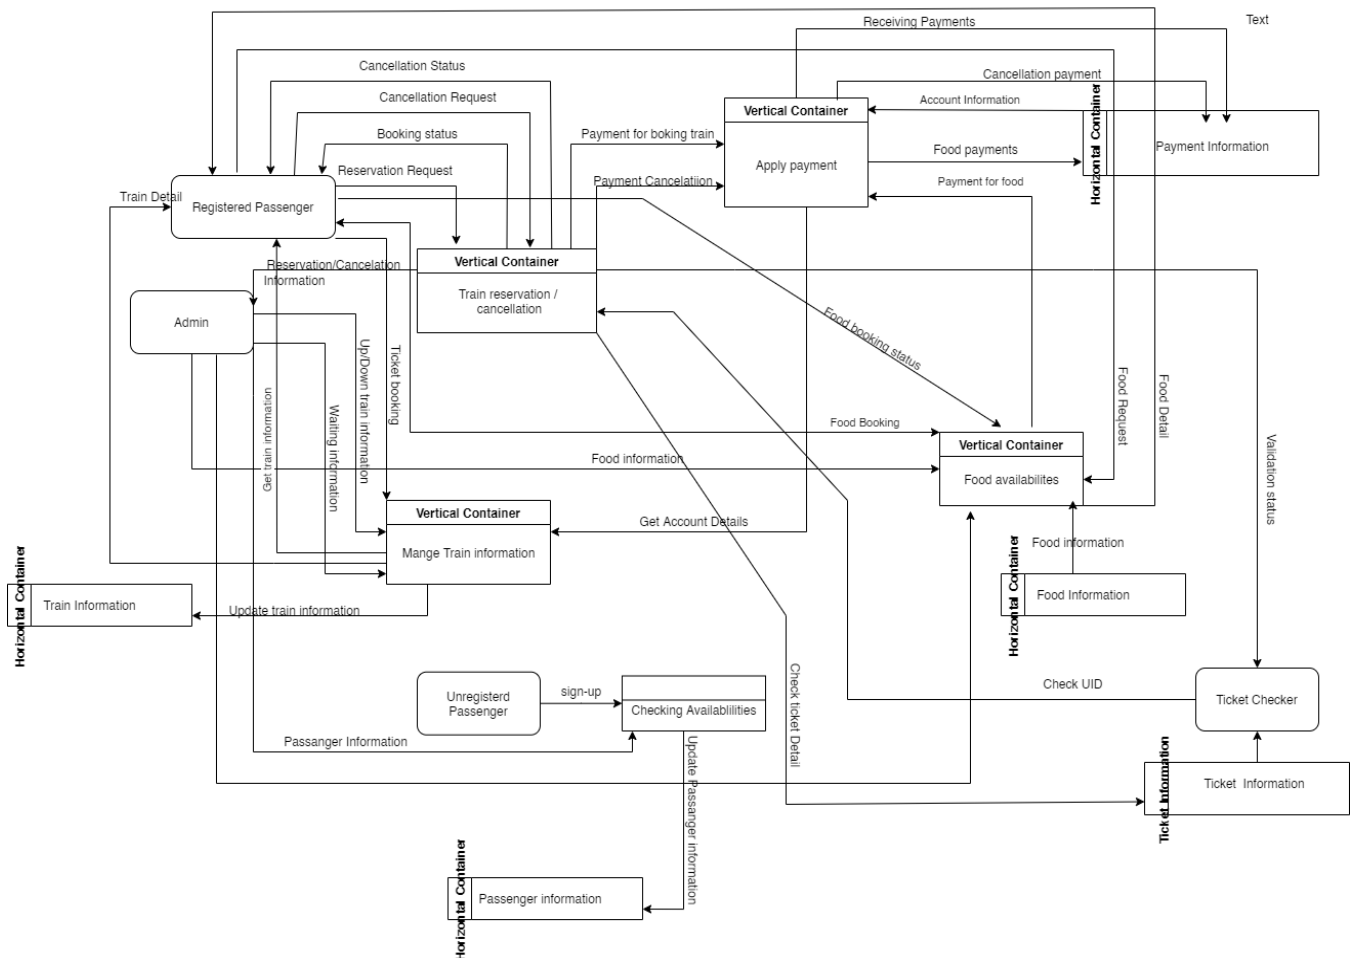 Receiving Payments
Text
Cancellation Status
Cancellation payment
Cancellation Request
Account Information
Vertical Container
Booking status
Payment for boking train
Apply payment
Food payments
Horizontal Container
Payment Information
Reservation Request
Payment Cancelatiion
Payment for food
Train Detail
Registered Passenger
Reservation/Cancelation
Information
Vertical Container
Train reservation /
cancellation
Admin
Food booking status
Up/Down train information
Ticket booking
Get train information
Waiting information
Food Request
Food Detail
Validation status
Food Booking
Food information
Vertical Container
Food availabilites
Vertical Container
Mange Train information
Get Account Details
Food information
Horizontal Container
Food Information
Horizontal Container
Train Information
Update train information
Unregisterd
Passenger
sign-up
Checking Availablilities
Check ticket Detail
Check UID
Ticket Checker
Passanger Information
Update Passanger information
Ticket Information
Ticket Information
Horizontal Container
Passenger information